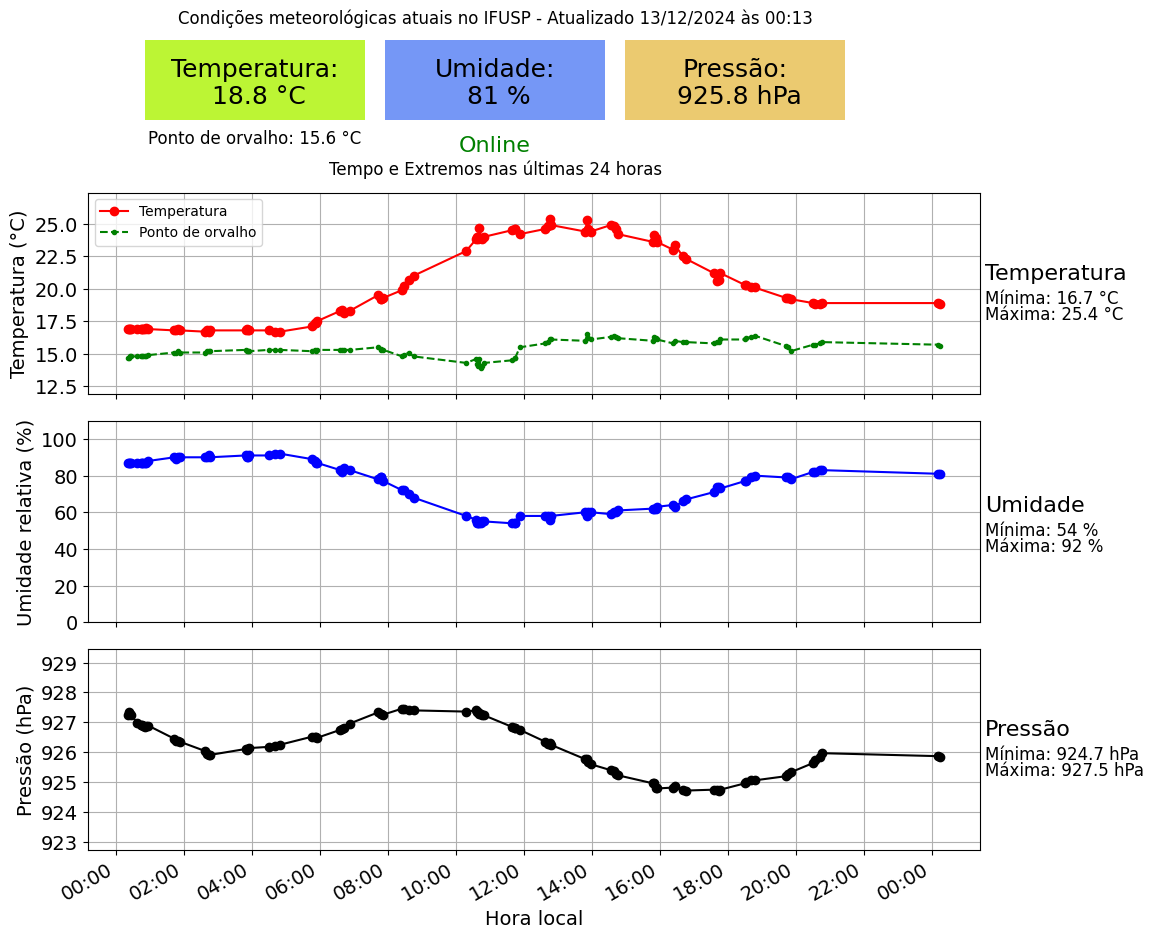 Condições meteorológicas atuais no IFUSP - Atualizado 13/12/2024 às 00:13
Temperatura:
18.8 °C
Umidade:
81 %
Pressão:
925.8 hPa
Ponto de orvalho: 15.6 °C
Online
Tempo e Extremos nas últimas 24 horas
Temperatura (°C)
25.0
22.5
20.0
17.5
15.0
12.5
Temperatura
Ponto de orvalho
Temperatura
Mínima: 16.7 °C
Máxima: 25.4 °C
Umidade relativa (%)
100
80
60
40
20
0
Umidade
Mínima: 54 %
Máxima: 92 %
Pressão (hPa)
929
928
927
926
925
924
923
Pressão
Mínima: 924.7 hPa
Máxima: 927.5 hPa
00:00
02:00
04:00
06:00
08:00
10:00
12:00
14:00
16:00
18:00
20:00
22:00
00:00
Hora local